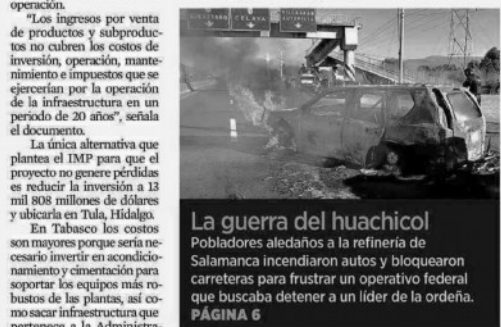 operación.
"Los ingresos por venta
de productos y subproduc-
tos no cubren los costos de
inversión, operación, mante-
nimiento e impuestos que se
ejercerían por la operación
de la infraestructura en un
periodo de 20 años", señala
el documento.
La única alternativa que
plantea el IMP para que el
proyecto no genere pérdidas
es reducir la inversión a 13
mil 808 millones de dólares
y ubicarla en Tula, Hidalgo.
En Tabasco los costos
son mayores porque sería ne-
cesario invertir en acondicio-
namiento y cimentación para
soportar los equipos más ro-
bustos de las plantas, así co-
mo sacar infraestructura que
pertenece a la Administra-
QUERETARO
CELAYA
La guerra del huachicol
Pobladores aledaños a la refinería de
Salamanca incendiaron autos y bloquearon
carreteras para frustrar un operativo federal
que buscaba detener a un líder de la ordeña.
PÁGINA 6